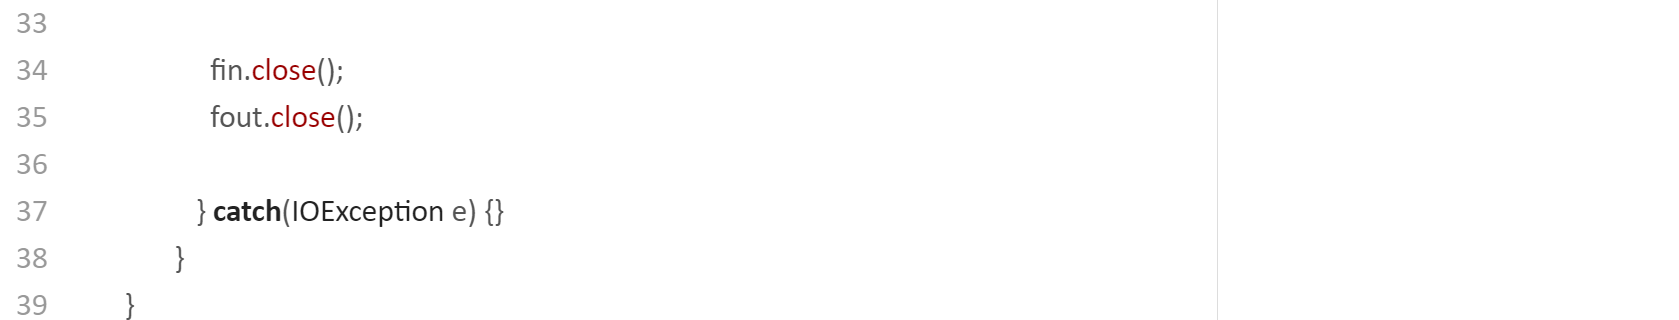 33
34 fin.close();
35 fout.close();
36
37 } catch(IOException e) {}
38 }
39 }